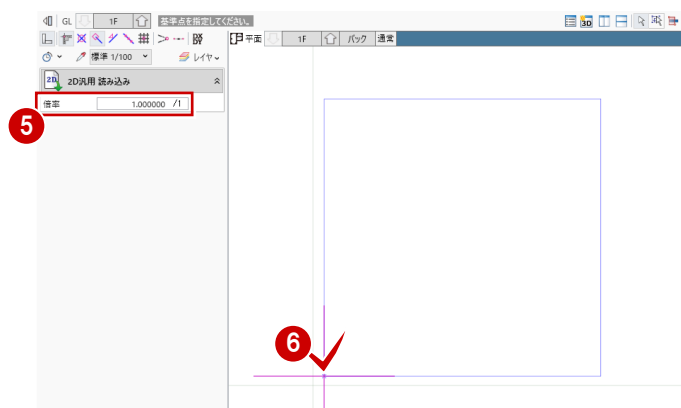 GL 1F 基準点を指定してください。 3D
平面 1F バック 通常
標準 1/100 レイヤ
2D 2D汎用 読み込み
倍率 1.000000 /1
5
6